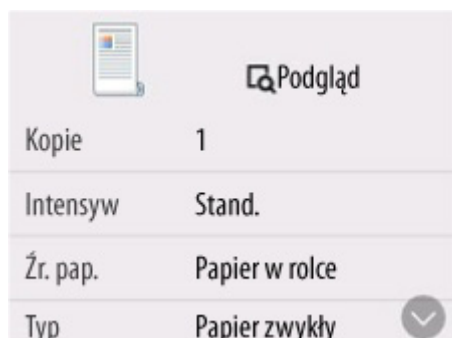 Podgląd
Kopie 1
Intensyw Stand.
Źr. pap. Papier w rolce
Typ Papier zwykły